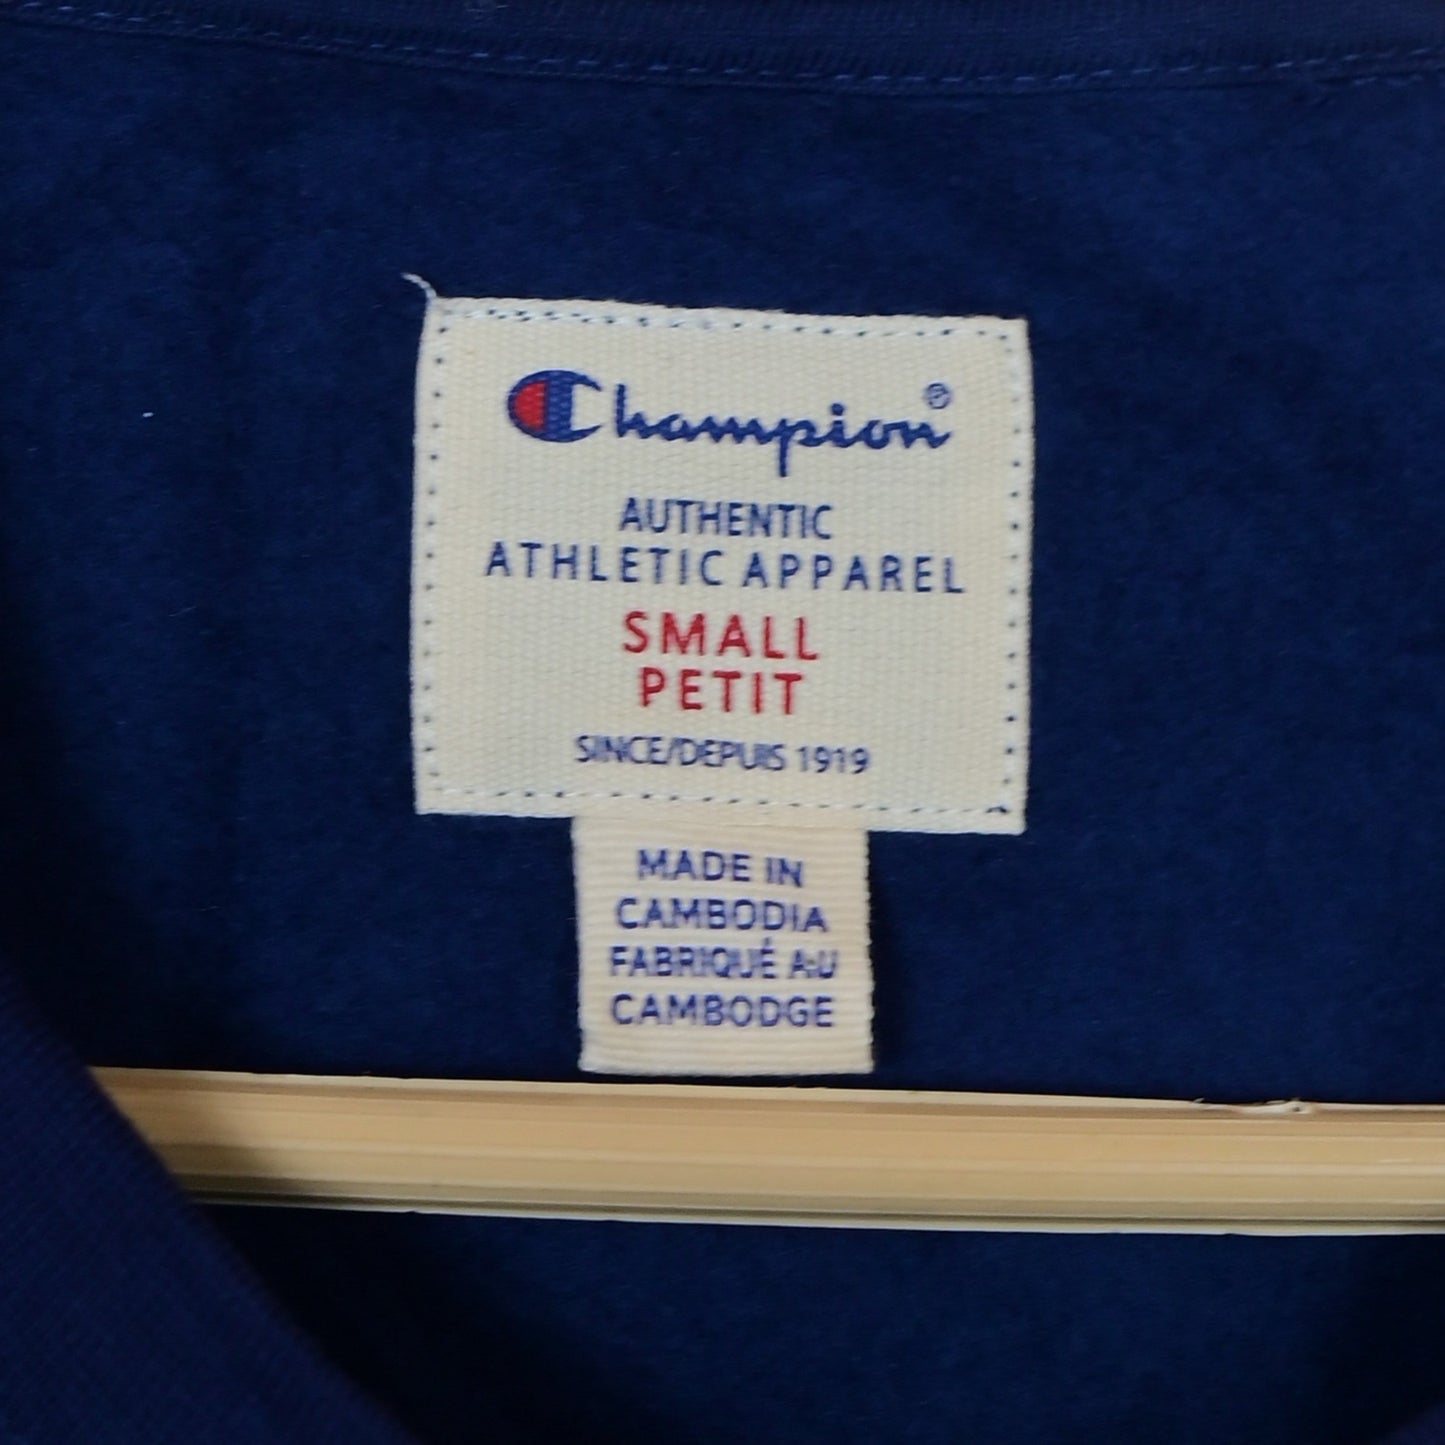 Champion®
AUTHENTIC
ATHLETIC APPAREL
SMALL
PETIT
SINCE/DEPUIS 1919
MADE IN
CAMBODIA
FABRIQUÉ AU
CAMBODGE